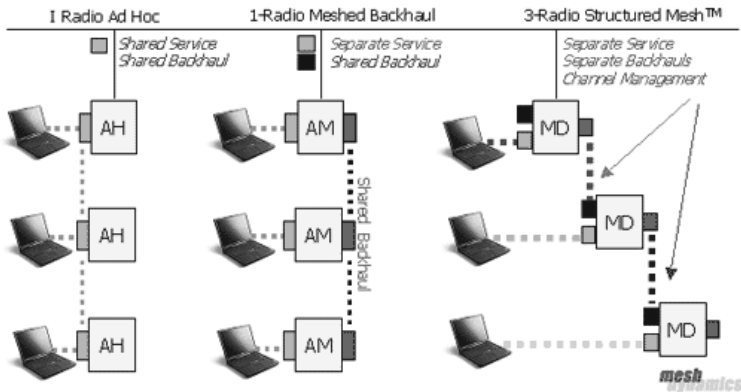 I Radio Ad Hoc
1-Radio Meshed Backhaul
3-Radio Structured Mesh™
Shared Service
Shared Backhaul
Separate Service
Shared Backhaul
Separate Service
Separate Backhauls
Channel Management
AH
AM
MD
Shared Backhaul
AH
AM
MD
AH
AM
MD
mesh
dynamics